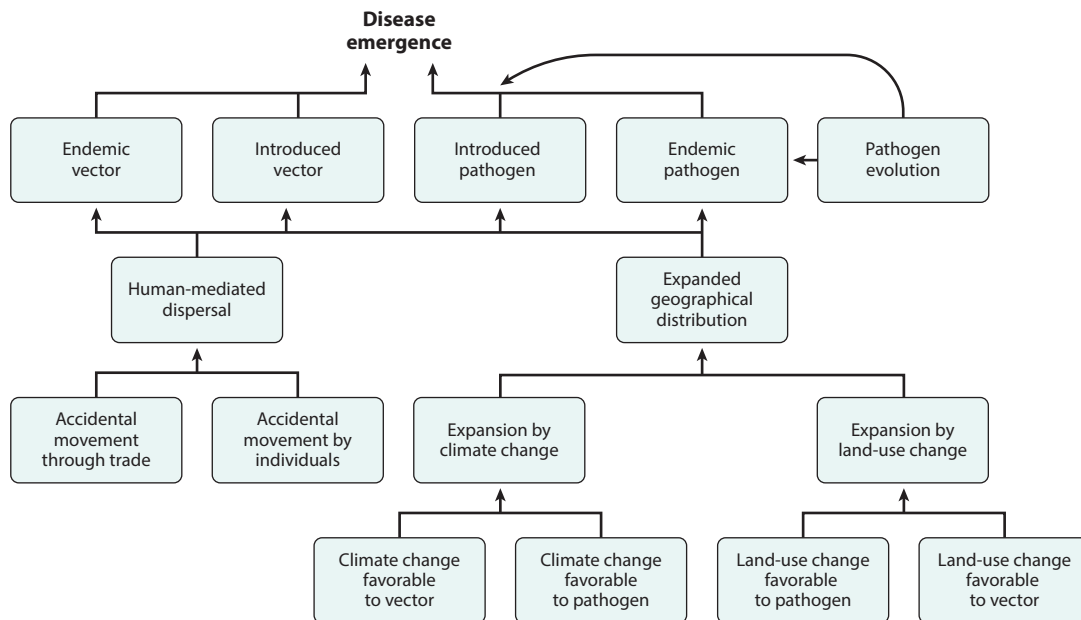 Disease
emergence
Endemic
vector
Introduced
vector
Introduced
pathogen
Endemic
pathogen
Pathogen
evolution
Human-mediated
dispersal
Expanded
geographical
distribution
Accidental
movement
through trade
Accidental
movement by
individuals
Expansion by
climate change
Expansion by
land-use change
Climate change
favorable
to vector
Climate change
favorable
to pathogen
Land-use change
favorable
to pathogen
Land-use change
favorable
to vector